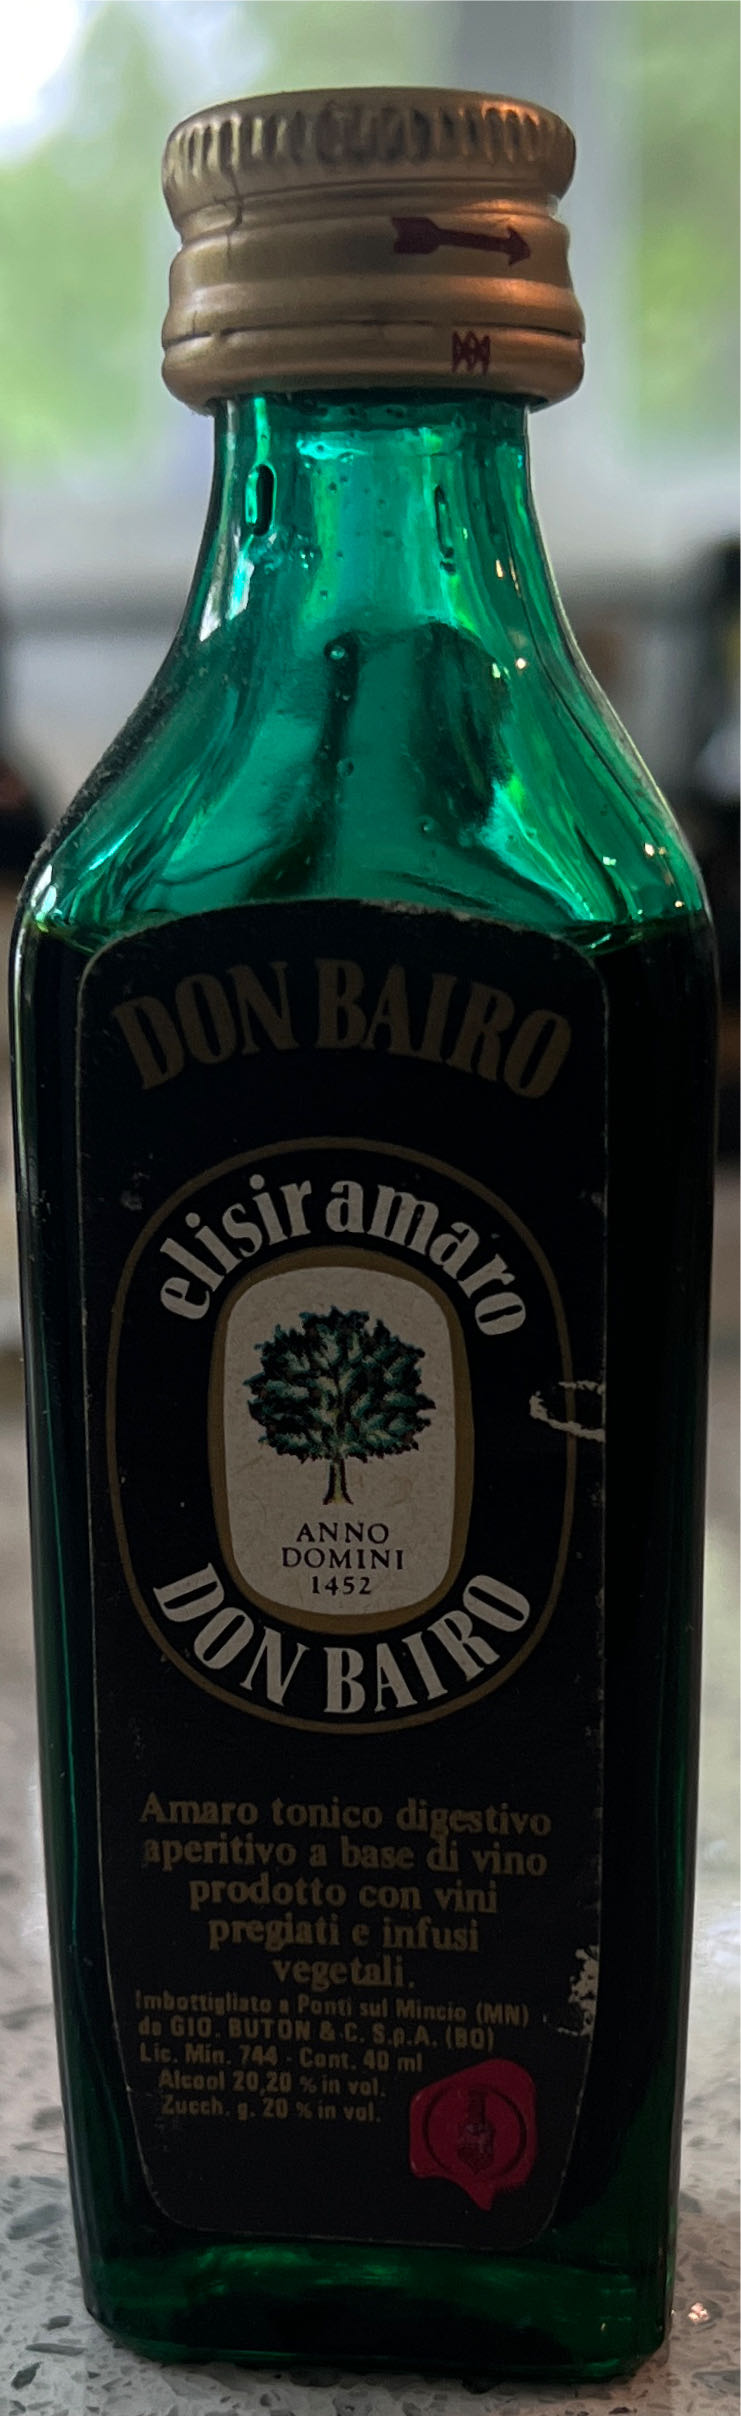 DON BAIRO
elisir amaro
ANNO
DOMINI
1452
DON BAIRO
Amaro tonico digestivo
aperitivo a base di vino
prodotto con vini
pregiati e infusi
vegetali.
Imbottigliato a Ponti sul Mincio (MN)
da GIO. BUTON & C. S.p.A. (BO)
Lic. Min. 744 - Cont. 40 ml
Alcool 20,20 % in vol.
Zucch. g. 20 % in vol.